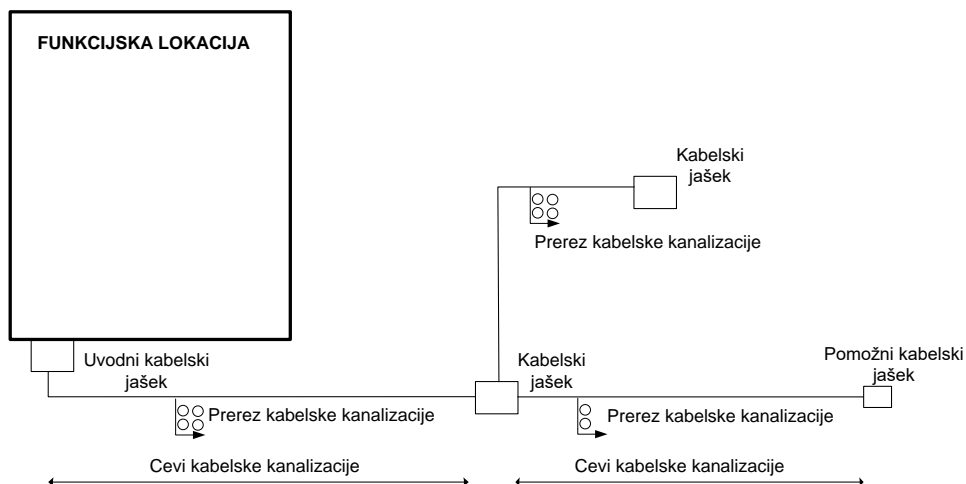 FUNKCIJSKA LOKACIJA
Kabelski
jašek
Prerez kabelske kanalizacije
Uvodni kabelski
jašek
Kabelski
jašek
Pomožni kabelski
jašek
Prerez kabelske kanalizacije
Prerez kabelske kanalizacije
Cevi kabelske kanalizacije
Cevi kabelske kanalizacije